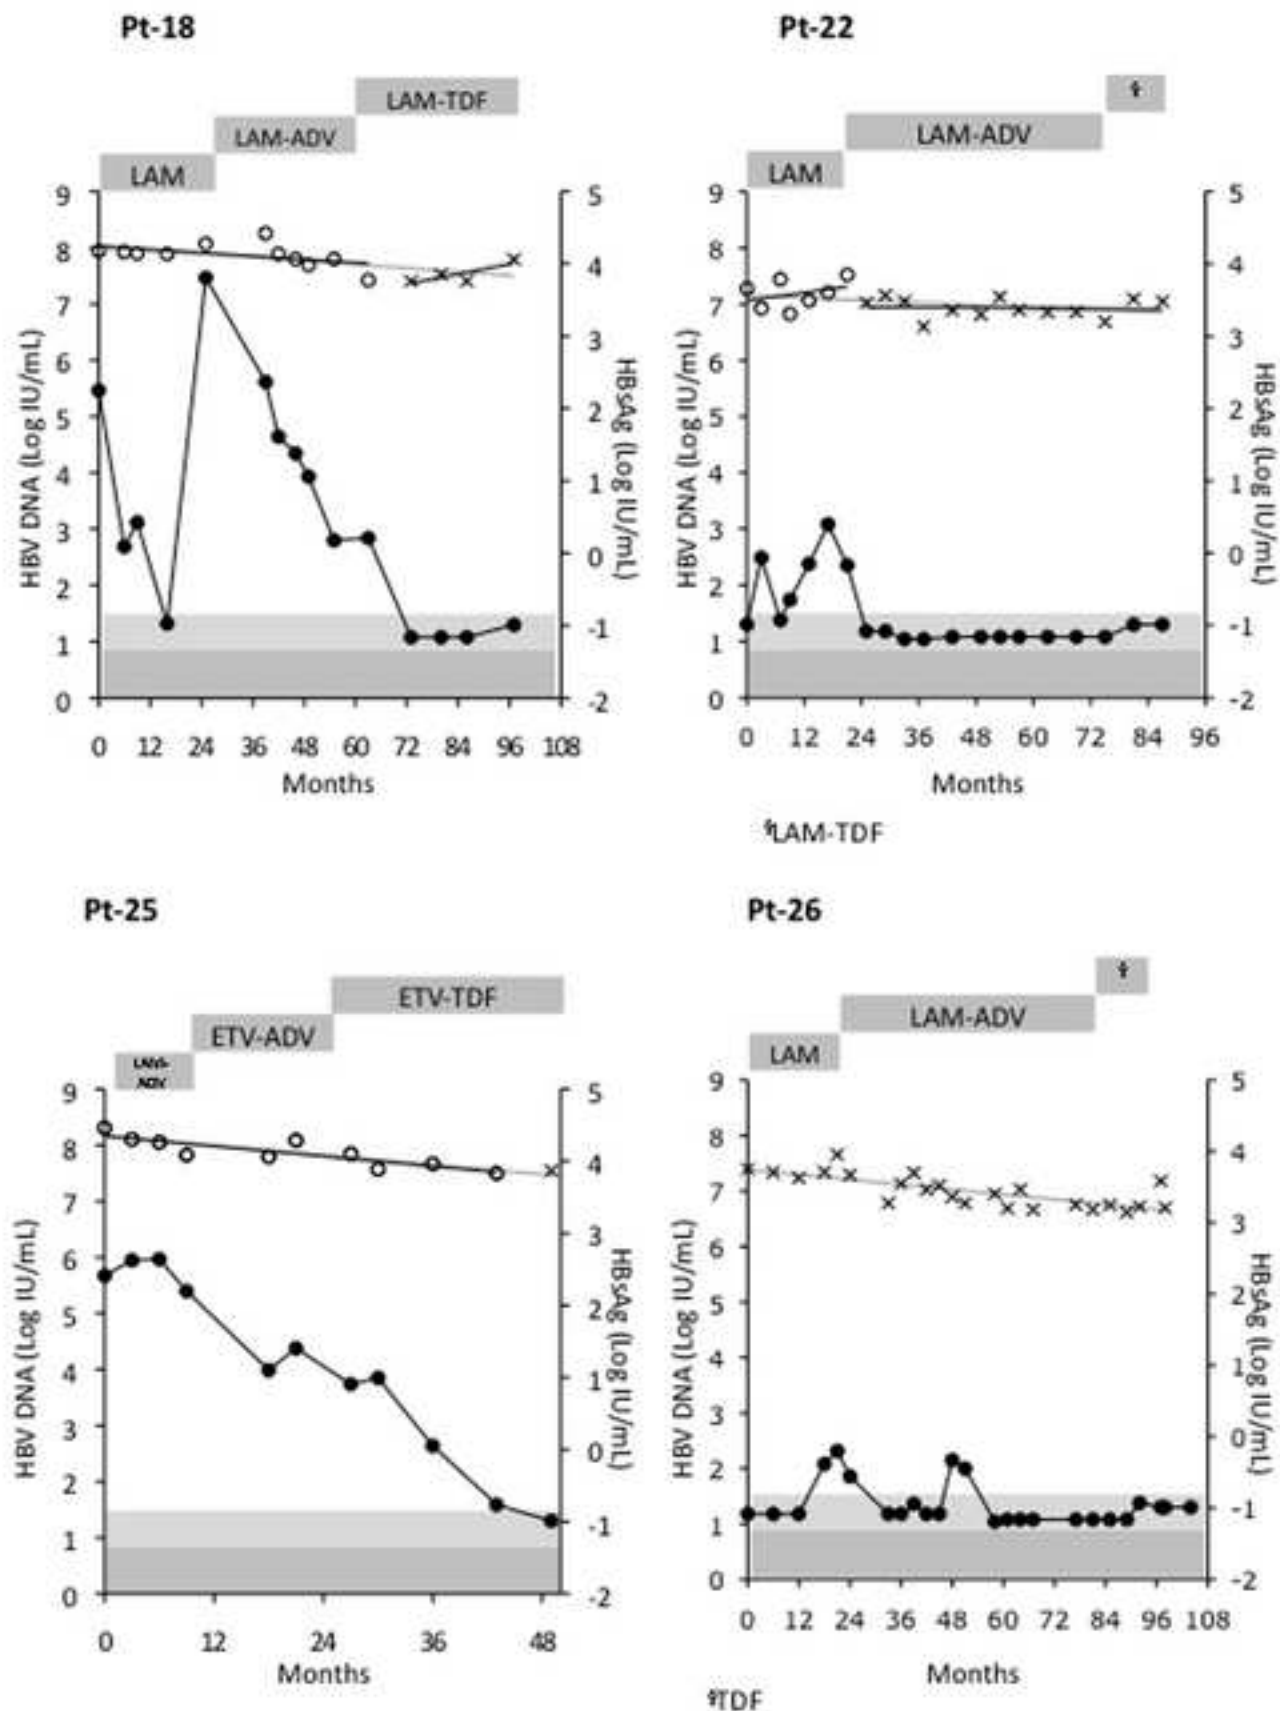 Pt-18
LAM-TDF
LAM-ADV
LAM
9
8
7
6
5
4
3
2
1
0
HBV DNA (Log IU/mL)
5
4
3
2
1
0
-1
-2
HBsAg (Log IU/mL)
0 12 24 36 48 60 72 84 96 108
Months
Pt-22
§
LAM-ADV
LAM
9
8
7
6
5
4
3
2
1
0
HBV DNA (Log IU/mL)
5
4
3
2
1
0
-1
-2
HBsAg (Log IU/mL)
0 12 24 36 48 60 72 84 96
Months
§LAM-TDF
Pt-25
ETV-TDF
ETV-ADV
LAM-
ADV
9
8
7
6
5
4
3
2
1
0
HBV DNA (Log IU/mL)
5
4
3
2
1
0
-1
-2
HBsAg (Log IU/mL)
0 12 24 36 48
Months
Pt-26
§
LAM-ADV
LAM
9
8
7
6
5
4
3
2
1
0
HBV DNA (Log IU/mL)
5
4
3
2
1
0
-1
-2
HBsAg (Log IU/mL)
0 12 24 36 48 60 72 84 96 108
Months
§TDF